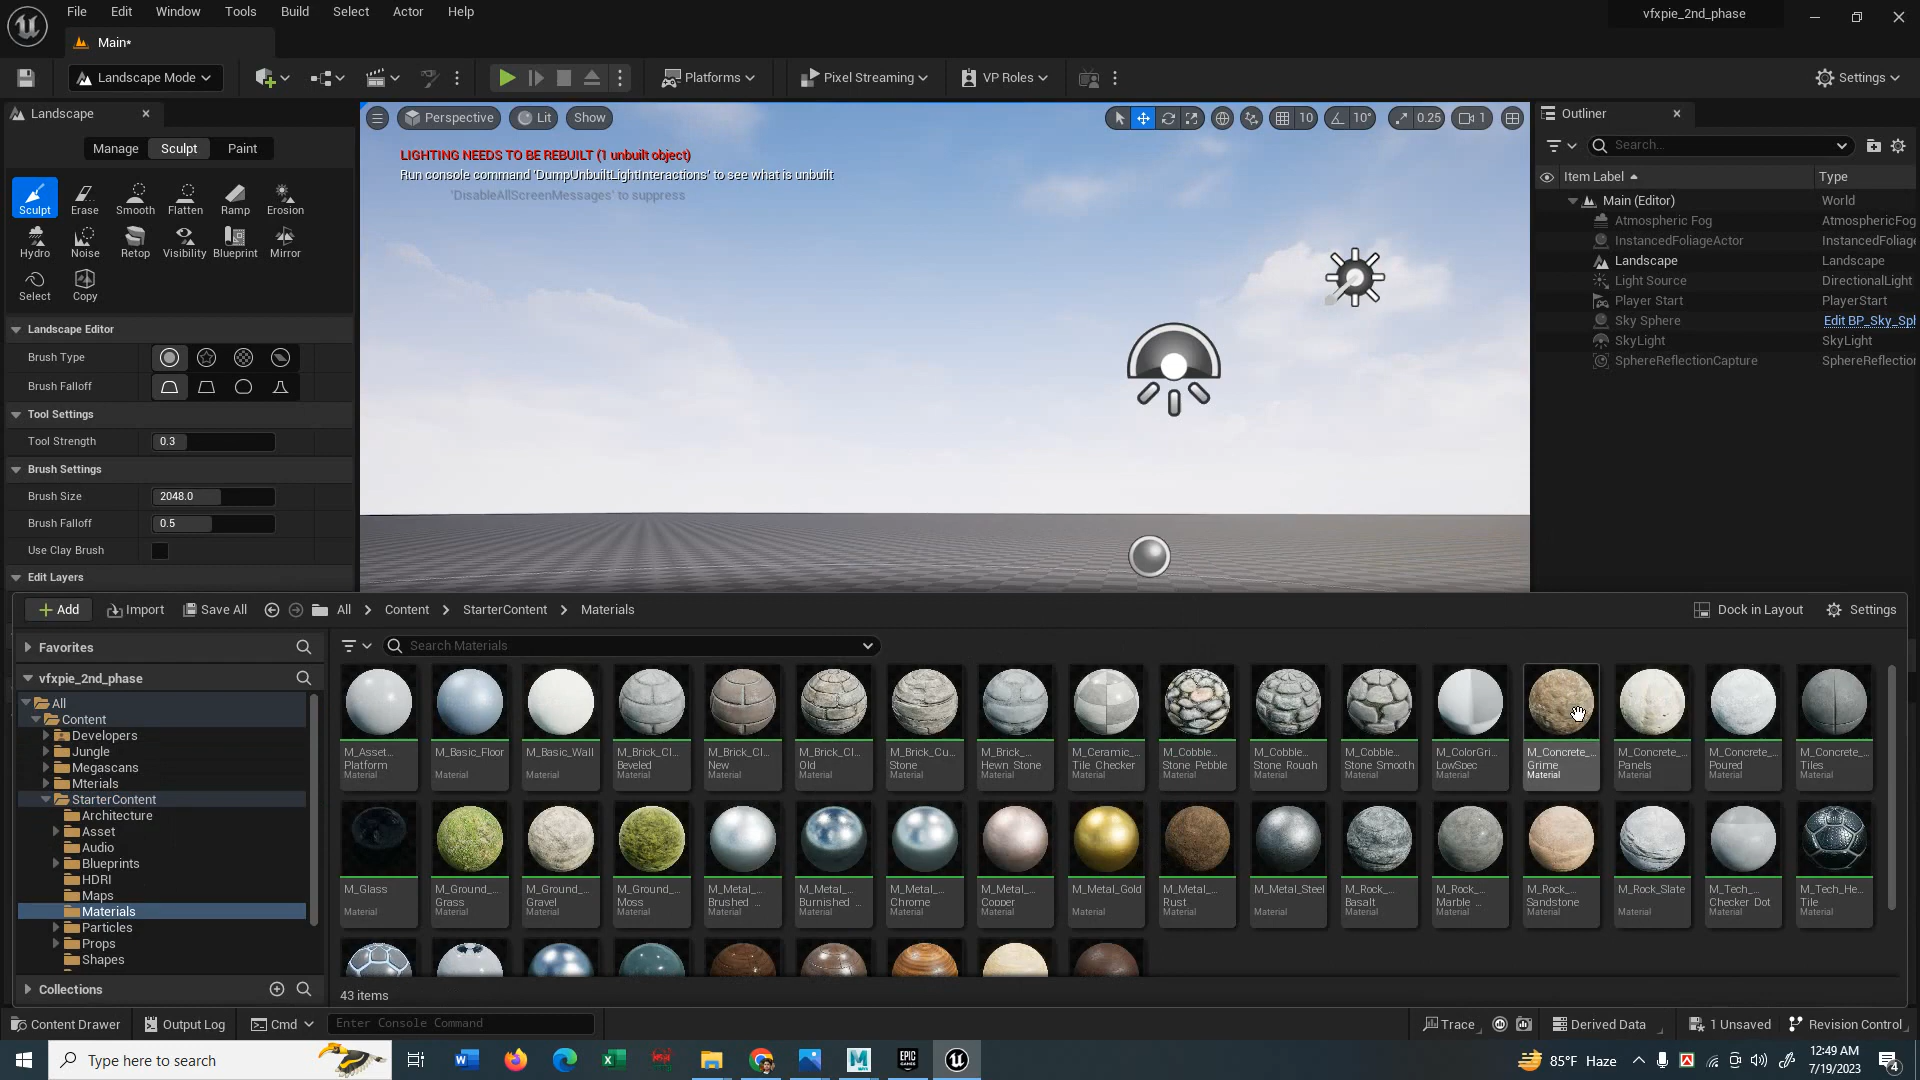 File Edit Window Tools Build Select Actor Help
vfxpie_2nd_phase
Main*
Landscape Mode
Platforms
Pixel Streaming
VP Roles
Settings
Landscape
Manage Sculpt Paint
Sculpt Erase Smooth Flatten Ramp Erosion
Hydro Noise Retop Visibility Blueprint Mirror
Select Copy
Landscape Editor
Brush Type
Brush Falloff
Tool Settings
Tool Strength 0.3
Brush Settings
Brush Size 2048.0
Brush Falloff 0.5
Use Clay Brush
Edit Layers
Perspective Lit Show
10 10° 0.25 1
LIGHTING NEEDS TO BE REBUILT (1 unbuilt object)
Run console command 'DumpUnbuiltLightInteractions' to see what is unbuilt
'DisableAllScreenMessages' to suppress
Outliner
Search...
Item Label Type
Main (Editor) World
Atmospheric Fog AtmosphericFog
InstancedFoliageActor InstancedFoliage
Landscape Landscape
Light Source DirectionalLight
Player Start PlayerStart
Sky Sphere Edit BP_Sky_Sph
SkyLight SkyLight
SphereReflectionCapture SphereReflection
Add Import Save All All Content StarterContent Materials
Dock in Layout Settings
Favorites
Search Materials
vfxpie_2nd_phase
All
Content
Developers
Jungle
Megascans
Mterials
StarterContent
Architecture
Asset
Audio
Blueprints
HDRI
Maps
Materials
Particles
Props
Shapes
Collections
M_Asset... M_Basic_Floor M_Basic_Wall M_Brick_Cl... M_Brick_Cl... M_Brick_Cl... M_Brick_Cu... M_Brick_... M_Ceramic_... M_Cobble... M_Cobble... M_Cobble... M_ColorGri... M_Concrete_... M_Concrete_... M_Concrete_... M_Concrete_...
Platform Beveled New Old Stone Hewn Stone Tile Checker Stone Pebble Stone Rough Stone Smooth LowSpec Grime Panels Poured Tiles
Material Material Material Material Material Material Material Material Material Material Material Material Material Material Material Material Material
M_Glass M_Ground_... M_Ground_... M_Ground_... M_Metal_... M_Metal_... M_Metal_... M_Metal_... M_Metal_Gold M_Metal_... M_Metal_Steel M_Rock_... M_Rock_... M_Rock_... M_Rock_Slate M_Tech_... M_Tech_He...
Grass Gravel Moss Brushed ... Burnished ... Chrome Copper Rust Basalt Marble ... Sandstone Checker Dot Tile
Material Material Material Material Material Material Material Material Material Material Material Material Material Material Material Material Material
43 items
Content Drawer Output Log Cmd Enter Console Command
Trace Derived Data 1 Unsaved Revision Control
Type here to search
85°F Haze
12:49 AM
7/19/2023
4